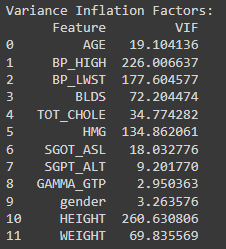 Variance Inflation Factors:
Feature VIF
0 AGE 19.104136
1 BP_HIGH 226.006637
2 BP_LWST 177.604577
3 BLDS 72.204474
4 TOT_CHOLE 34.774282
5 HMG 134.862061
6 SGOT_ASL 18.032776
7 SGPT_ALT 9.201770
8 GAMMA_GTP 2.950363
9 gender 3.263576
10 HEIGHT 260.630806
11 WEIGHT 69.835569